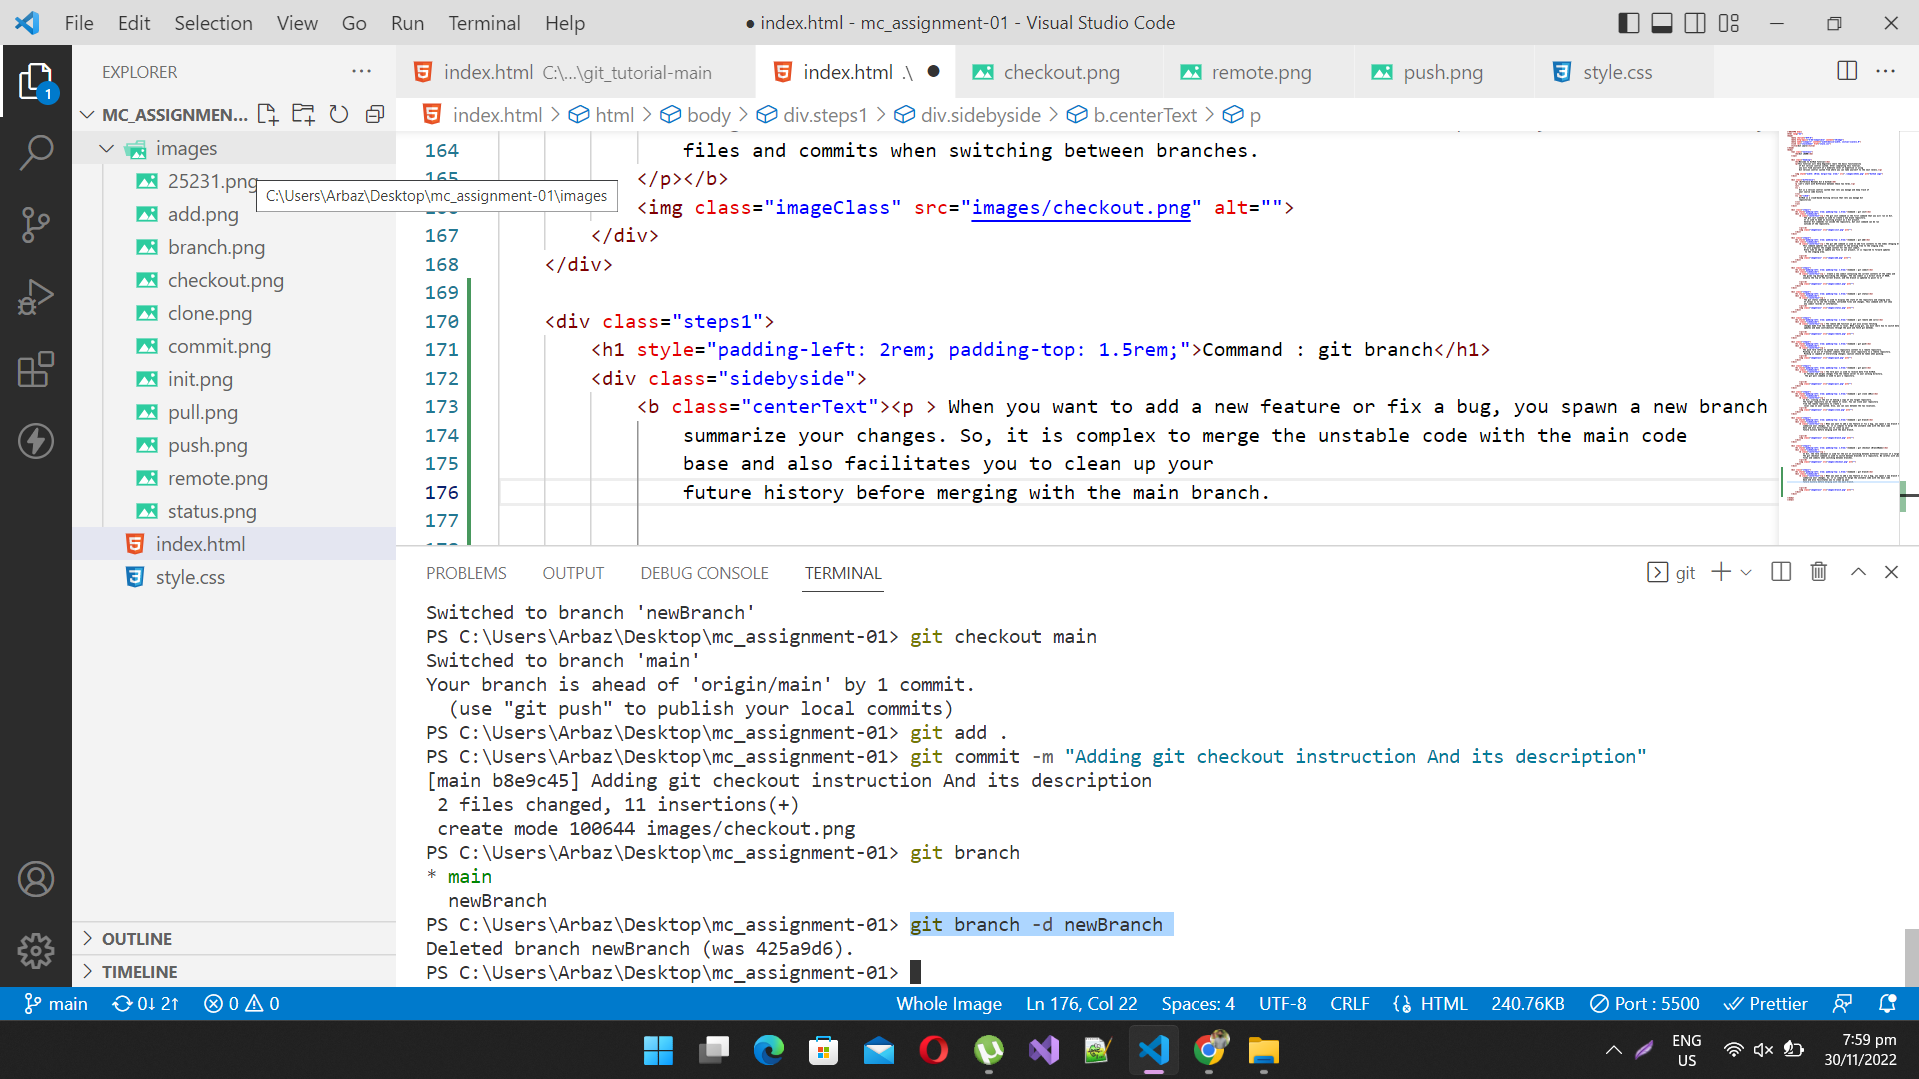 File Edit Selection View Go Run Terminal Help
● index.html - mc_assignment-01 - Visual Studio Code
EXPLORER
index.html C:\...\git_tutorial-main
index.html .\
checkout.png
remote.png
push.png
style.css
1
MC_ASSIGNMEN...
index.html > html > body > div.steps1 > div.sidebyside > b.centerText > p
images
25231.png
C:\Users\Arbaz\Desktop\mc_assignment-01\images
add.png
branch.png
checkout.png
clone.png
commit.png
init.png
pull.png
push.png
remote.png
status.png
index.html
style.css
OUTLINE
TIMELINE
164 files and commits when switching between branches.
165 </p></b>
<img class="imageClass" src="images/checkout.png" alt="">
167 </div>
168 </div>
169
170 <div class="steps1">
171 <h1 style="padding-left: 2rem; padding-top: 1.5rem;">Command : git branch</h1>
172 <div class="sidebyside">
173 <b class="centerText"><p > When you want to add a new feature or fix a bug, you spawn a new branch
174 summarize your changes. So, it is complex to merge the unstable code with the main code
175 base and also facilitates you to clean up your
176 future history before merging with the main branch.
177
PROBLEMS OUTPUT DEBUG CONSOLE TERMINAL
git
Switched to branch 'newBranch'
PS C:\Users\Arbaz\Desktop\mc_assignment-01> git checkout main
Switched to branch 'main'
Your branch is ahead of 'origin/main' by 1 commit.
(use "git push" to publish your local commits)
PS C:\Users\Arbaz\Desktop\mc_assignment-01> git add .
PS C:\Users\Arbaz\Desktop\mc_assignment-01> git commit -m "Adding git checkout instruction And its description"
[main b8e9c45] Adding git checkout instruction And its description
2 files changed, 11 insertions(+)
create mode 100644 images/checkout.png
PS C:\Users\Arbaz\Desktop\mc_assignment-01> git branch
* main
newBranch
PS C:\Users\Arbaz\Desktop\mc_assignment-01> git branch -d newBranch
Deleted branch newBranch (was 425a9d6).
PS C:\Users\Arbaz\Desktop\mc_assignment-01>
main 0↓ 2↑ 0 0
Whole Image Ln 176, Col 22 Spaces: 4 UTF-8 CRLF HTML 240.76KB Port : 5500 Prettier
ENG
US
7:59 pm
30/11/2022